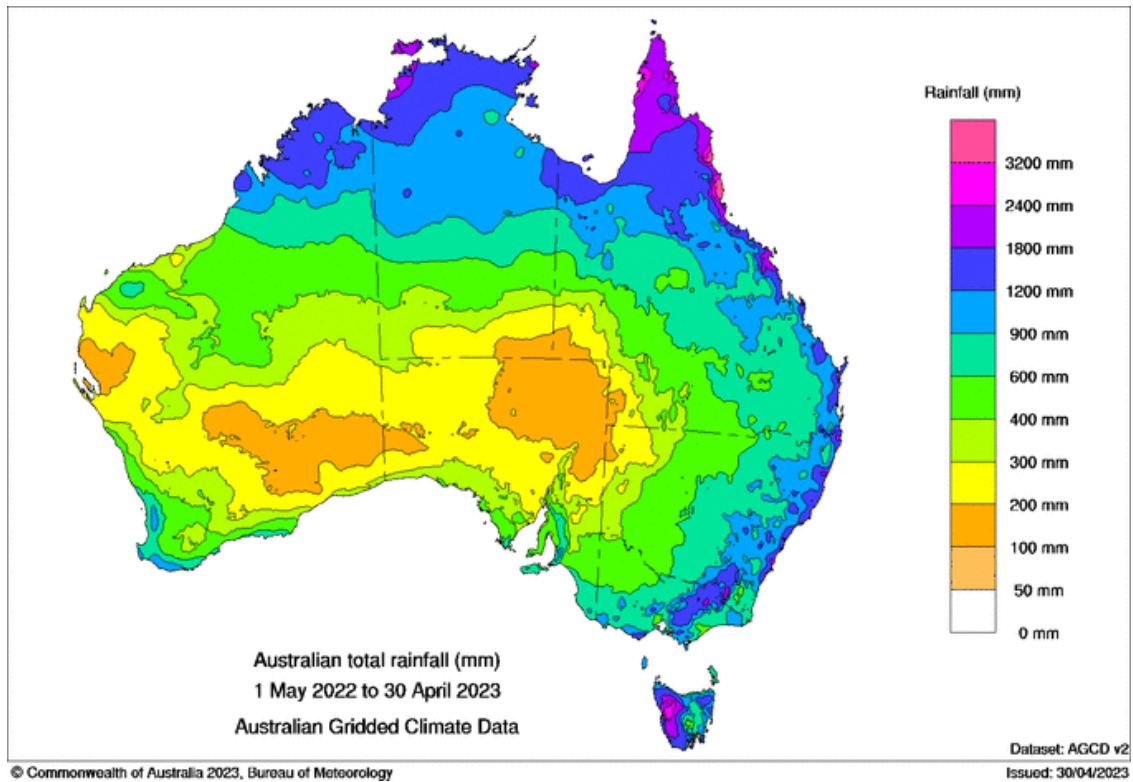 Rainfall (mm)
3200 mm
2400 mm
1800 mm
1200 mm
900 mm
600 mm
400 mm
300 mm
200 mm
100 mm
50 mm
0 mm
Australian total rainfall (mm)
1 May 2022 to 30 April 2023
Australian Gridded Climate Data
Dataset: AGCD v2
© Commonwealth of Australia 2023, Bureau of Meteorology
Issued: 30/04/2023